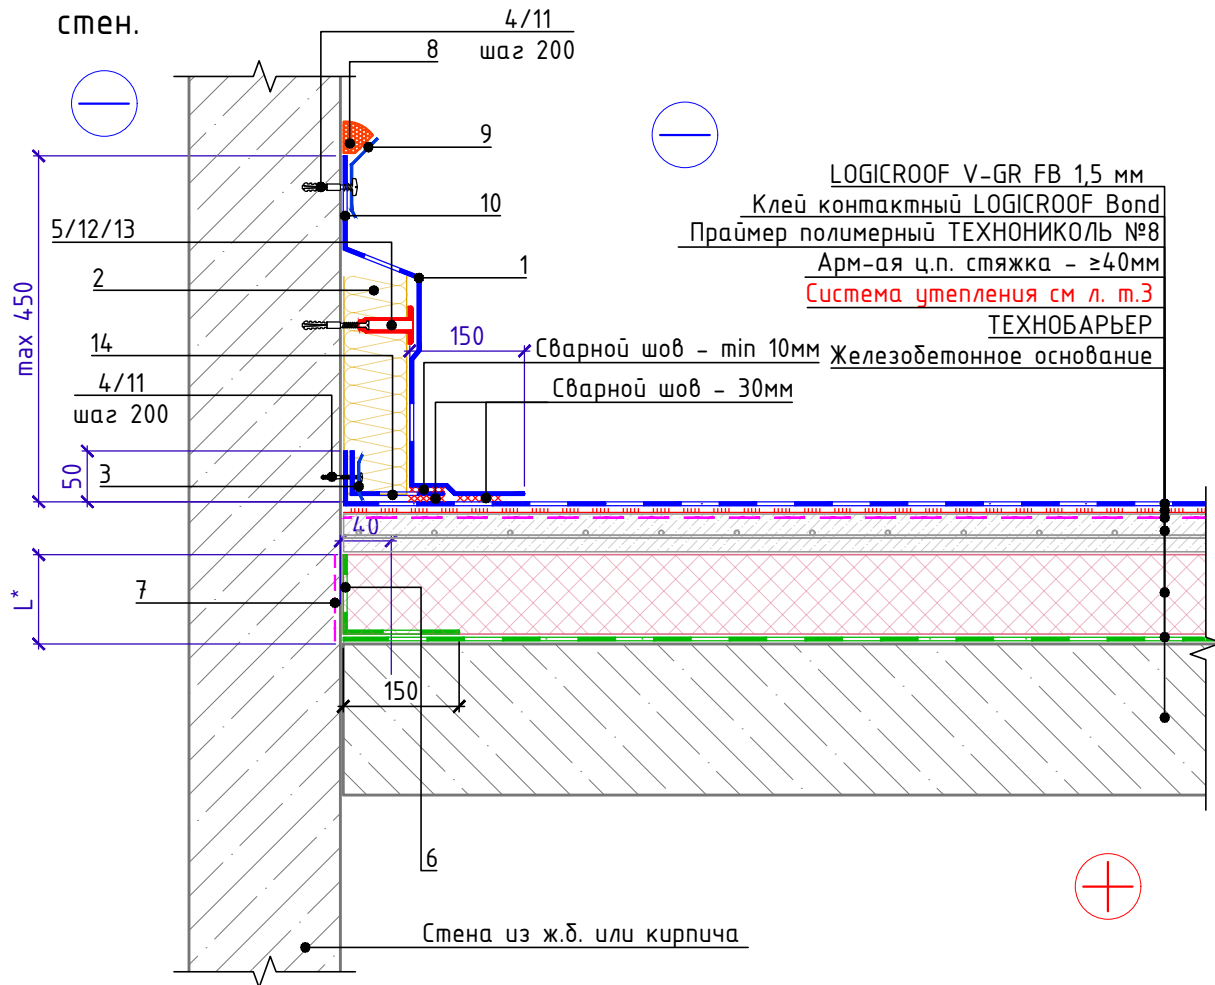 стен.
4/11
шаг 200
8
9
10
5/12/13
2
1
max 450
150
14
Сварной шов - min 10мм
Сварной шов - 30мм
4/11
шаг 200
50
3
LOGICROOF V-GR FB 1,5 мм
Клей контактный LOGICROOF Bond
Праймер полимерный ТЕХНОНИКОЛЬ №8
Арм-ая ц.п. стяжка - ≥40мм
Система утепления см л. т.3
ТЕХНОБАРЬЕР
Железобетонное основание
40
L*
7
150
6
Стена из ж.б. или кирпича